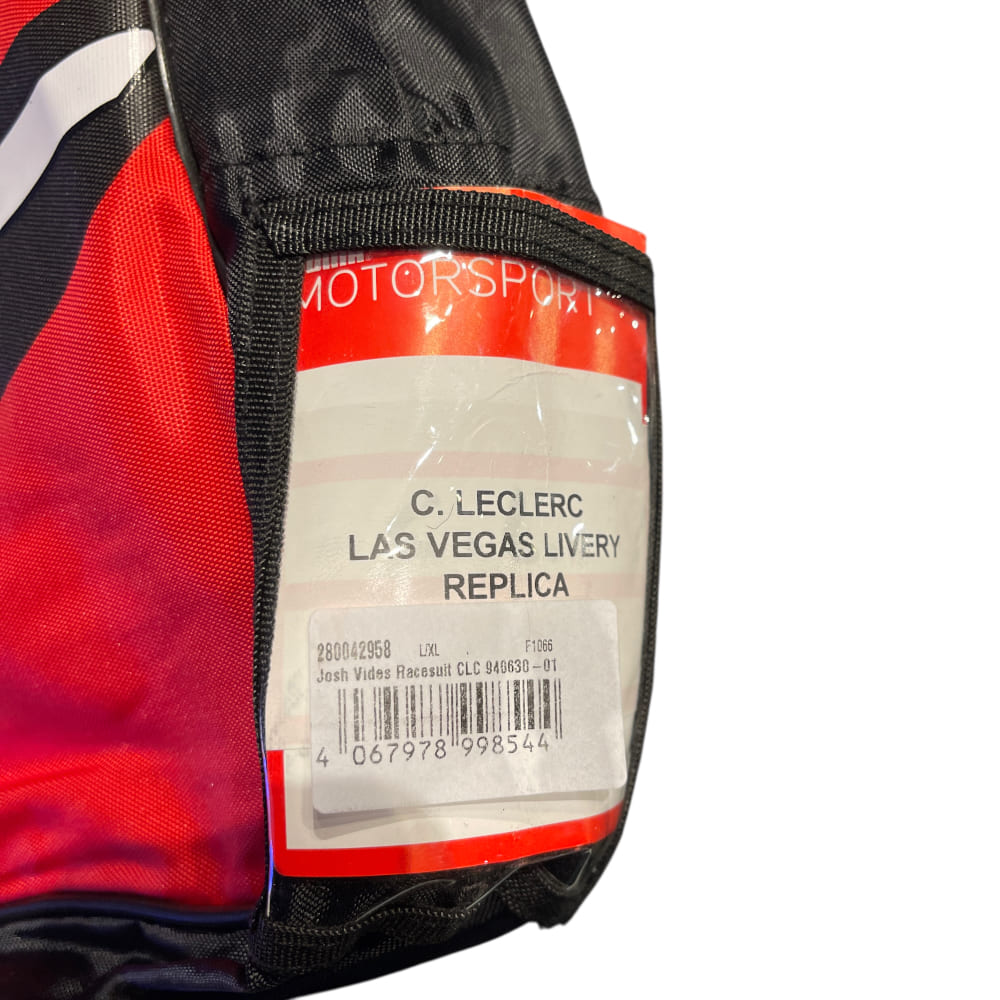 MOTORSPORT
C. LECLERC
LAS VEGAS LIVERY
REPLICA
280042958 L/XL . F1066
Josh Vides Racesuit CLC 940630-01
4 067978 998544